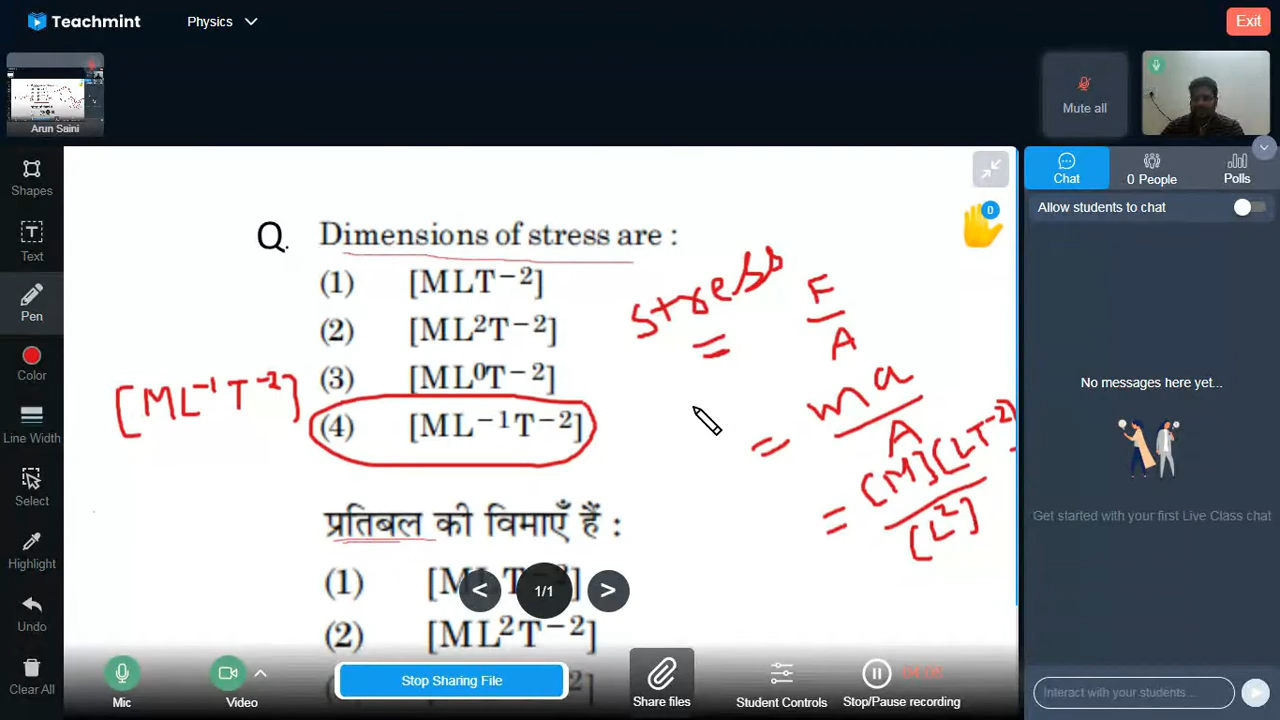 Teachmint
Physics
Exit
Arun Saini
Mute all
Chat
0 People
Polls
Allow students to chat
Shapes
Text
Pen
Color
Line Width
Select
Highlight
Undo
Clear All
0
Q. Dimensions of stress are :
(1) [MLT−2]
(2) [ML²T−2]
(3) [ML⁰T−2]
(4) [ML−1T−2]
[ML⁻¹T⁻²]
stress = F/A
= ma/A
= [M][LT⁻²]/[L²]
प्रतिबल की विमाएँ हैं :
(1) [MLT−2]
(2) [ML²T−2]
< 1/1 >
No messages here yet...
Get started with your first Live Class chat
Mic
Video
Stop Sharing File
Share files
Student Controls
Stop/Pause recording
Interact with your students...